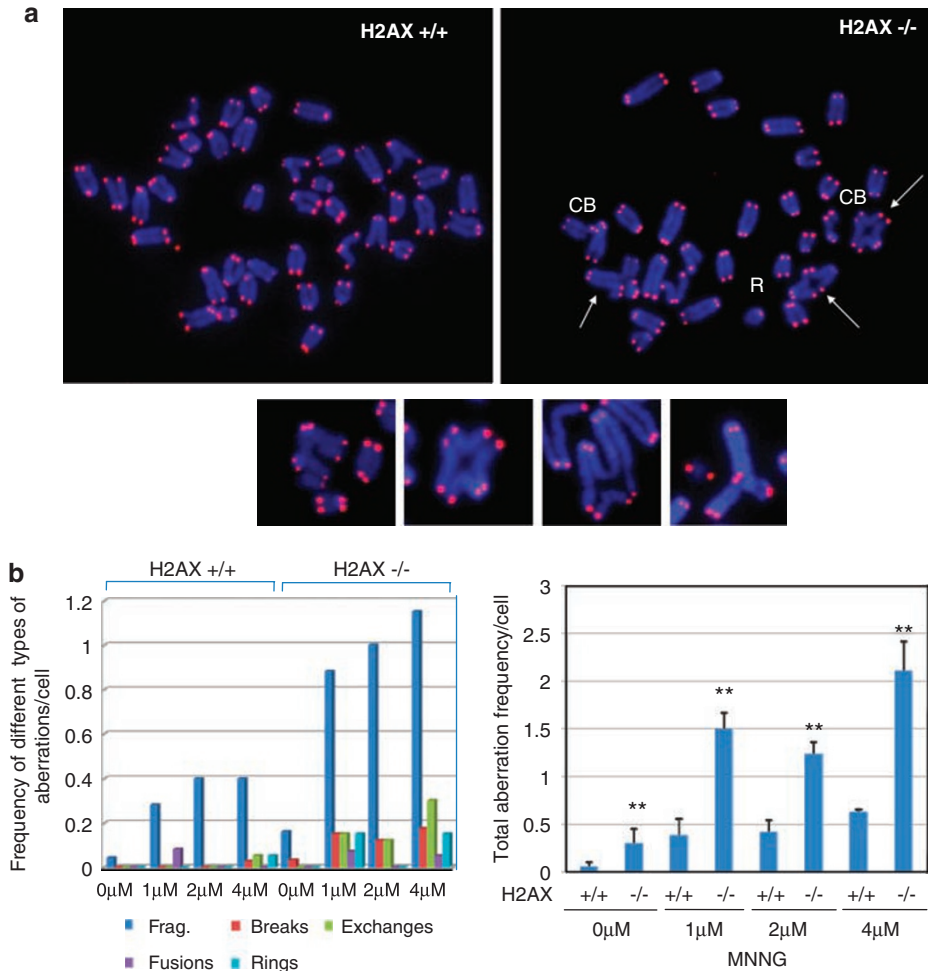 a
H2AX +/+
H2AX -/-
CB
CB
R
b
H2AX +/+
H2AX -/-
Frequency of different types of
aberrations/cell
1.2
1
0.8
0.6
0.4
0.2
0
0μM 1μM 2μM 4μM 0μM 1μM 2μM 4μM
Frag. Breaks Exchanges
Fusions Rings
Total aberration frequency/cell
3
2.5
2
1.5
1
0.5
0
**
**
**
**
H2AX +/+ -/- +/+ -/- +/+ -/- +/+ -/-
0μM 1μM 2μM 4μM
MNNG